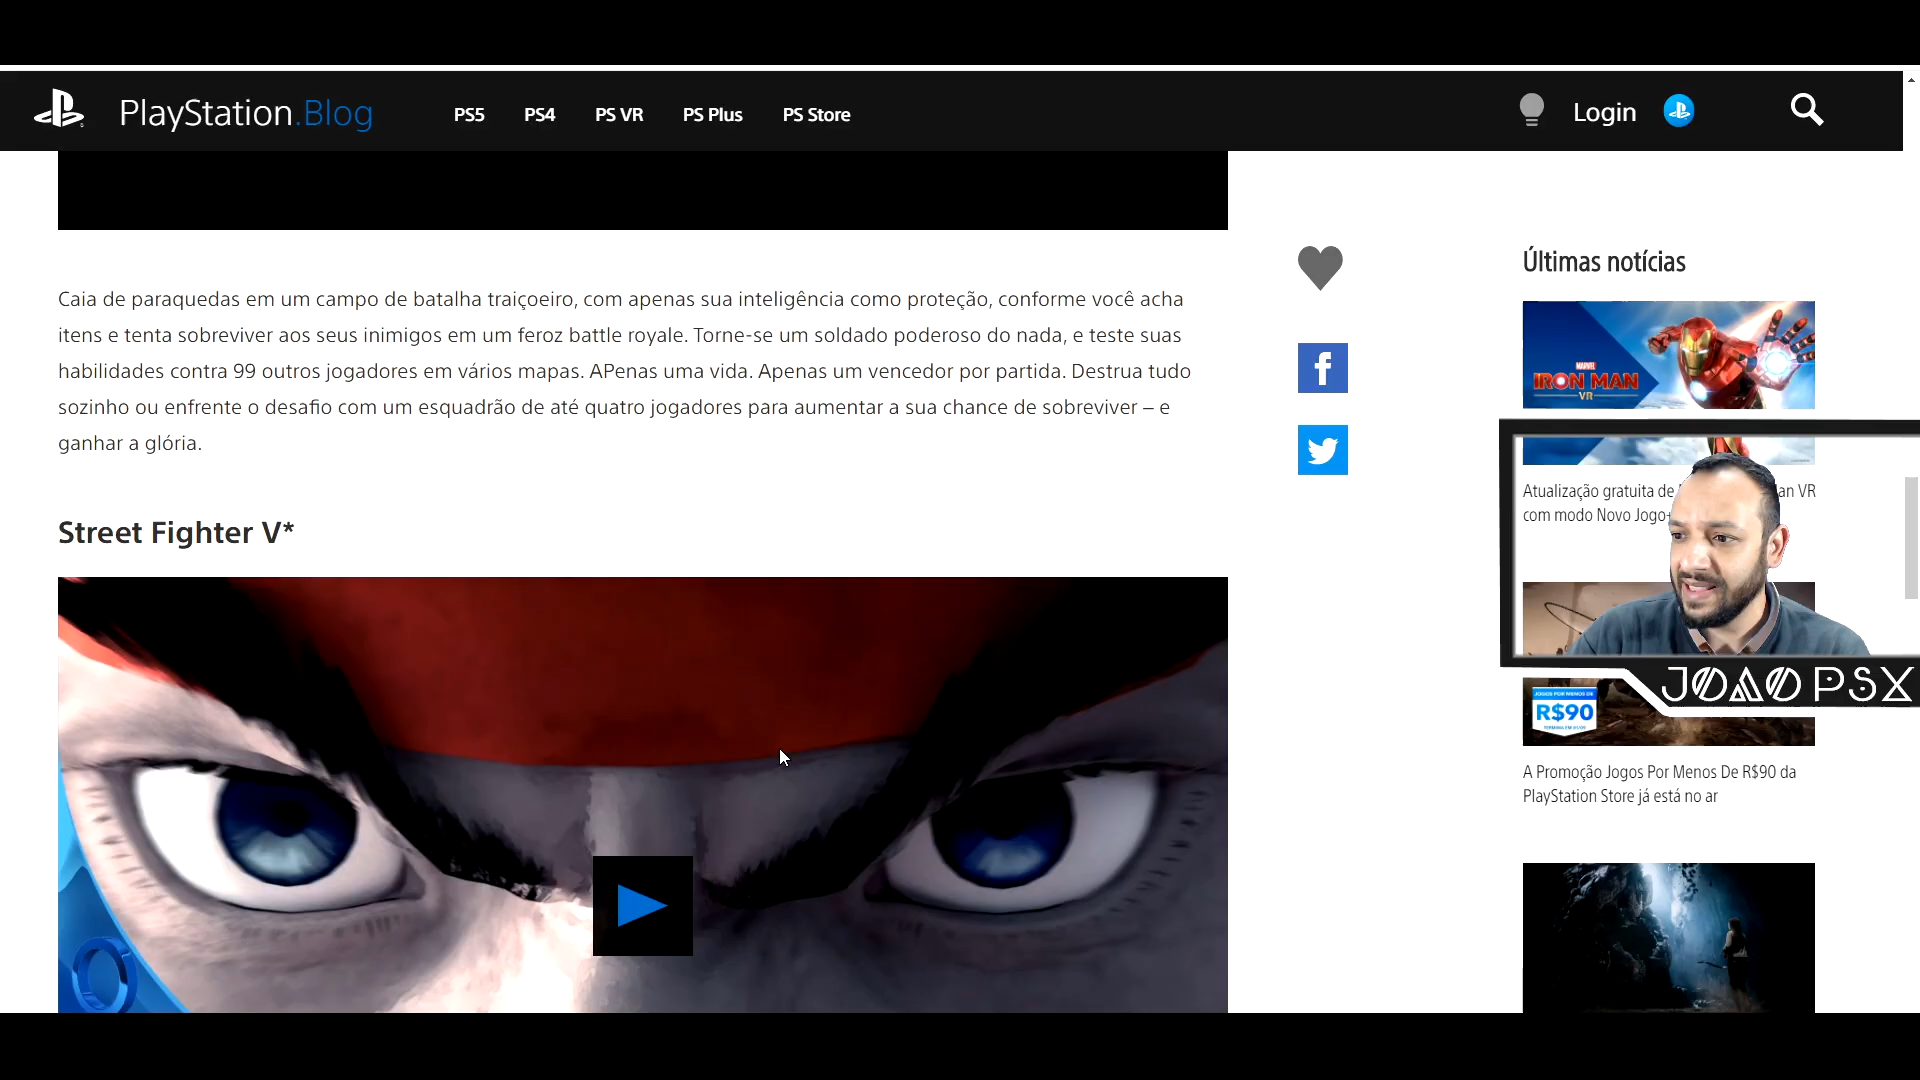 PlayStation.Blog
PS5 PS4 PS VR PS Plus PS Store
Login
Caia de paraquedas em um campo de batalha traiçoeiro, com apenas sua inteligência como proteção, conforme você acha
itens e tenta sobreviver aos seus inimigos em um feroz battle royale. Torne-se um soldado poderoso do nada, e teste suas
habilidades contra 99 outros jogadores em vários mapas. APenas uma vida. Apenas um vencedor por partida. Destrua tudo
sozinho ou enfrente o desafio com um esquadrão de até quatro jogadores para aumentar a sua chance de sobreviver – e
ganhar a glória.
Street Fighter V*
Últimas notícias
MARVEL
IRON MAN
VR
Atualização gratuita de an VR
com modo Novo Jogo+
JOAO PSX
JOGOS POR MENOS DE
R$90
A Promoção Jogos Por Menos De R$90 da
PlayStation Store já está no ar